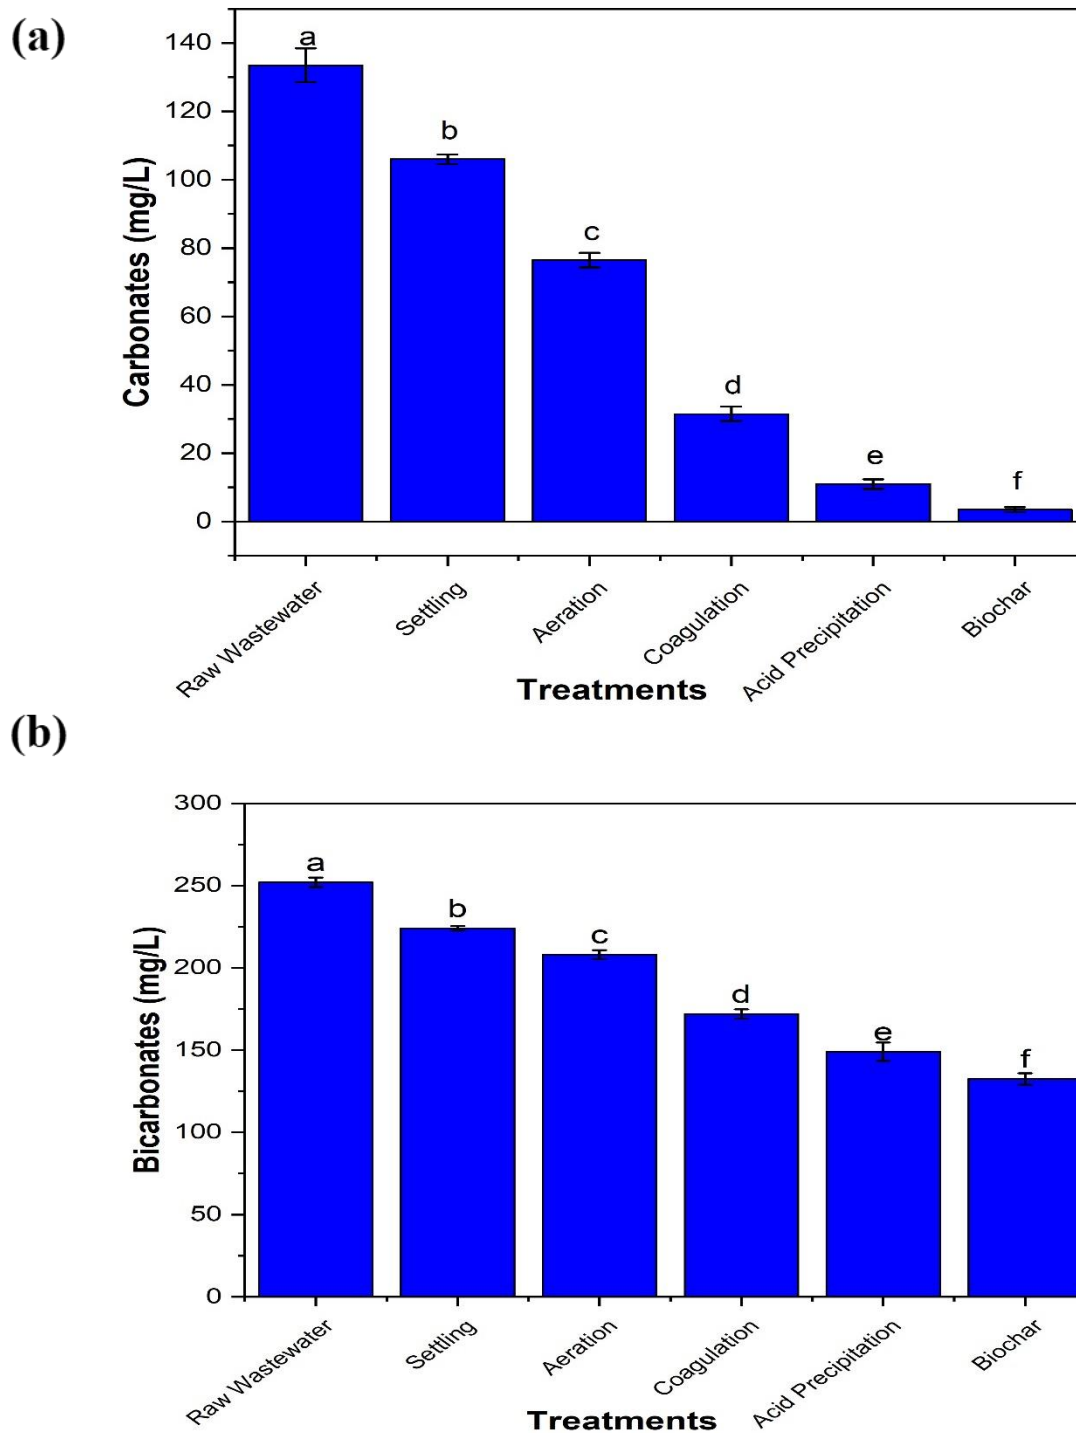 (a)
Carbonates (mg/L)
140
120
100
80
60
40
20
0
a
b
c
d
e
f
Raw Wastewater
Settling
Aeration
Coagulation
Acid Precipitation
Biochar
Treatments
(b)
Bicarbonates (mg/L)
300
250
200
150
100
50
0
a
b
c
d
e
f
Raw Wastewater
Settling
Aeration
Coagulation
Acid Precipitation
Biochar
Treatments